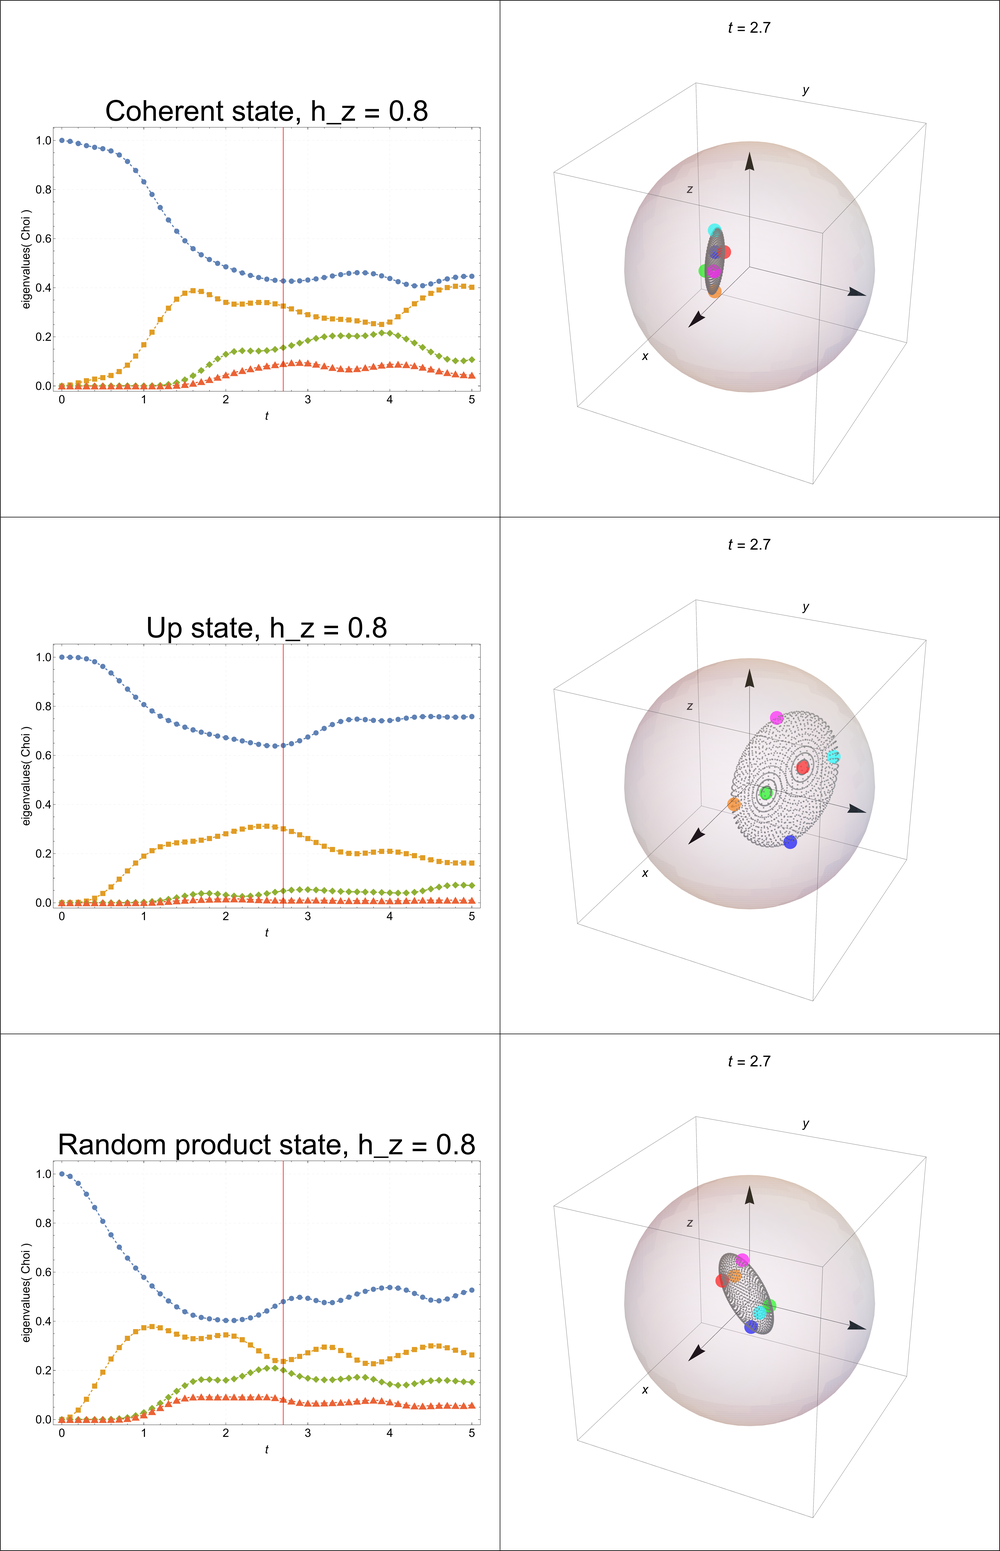 t = 2.7
Coherent state, h_z = 0.8
eigenvalues( Choi )
1.0
0.8
0.6
0.4
0.2
0.0
0 1 2 3 4 5
t
y
z
x
t = 2.7
Up state, h_z = 0.8
eigenvalues( Choi )
1.0
0.8
0.6
0.4
0.2
0.0
0 1 2 3 4 5
t
y
z
x
t = 2.7
Random product state, h_z = 0.8
eigenvalues( Choi )
1.0
0.8
0.6
0.4
0.2
0.0
0 1 2 3 4 5
t
y
z
x